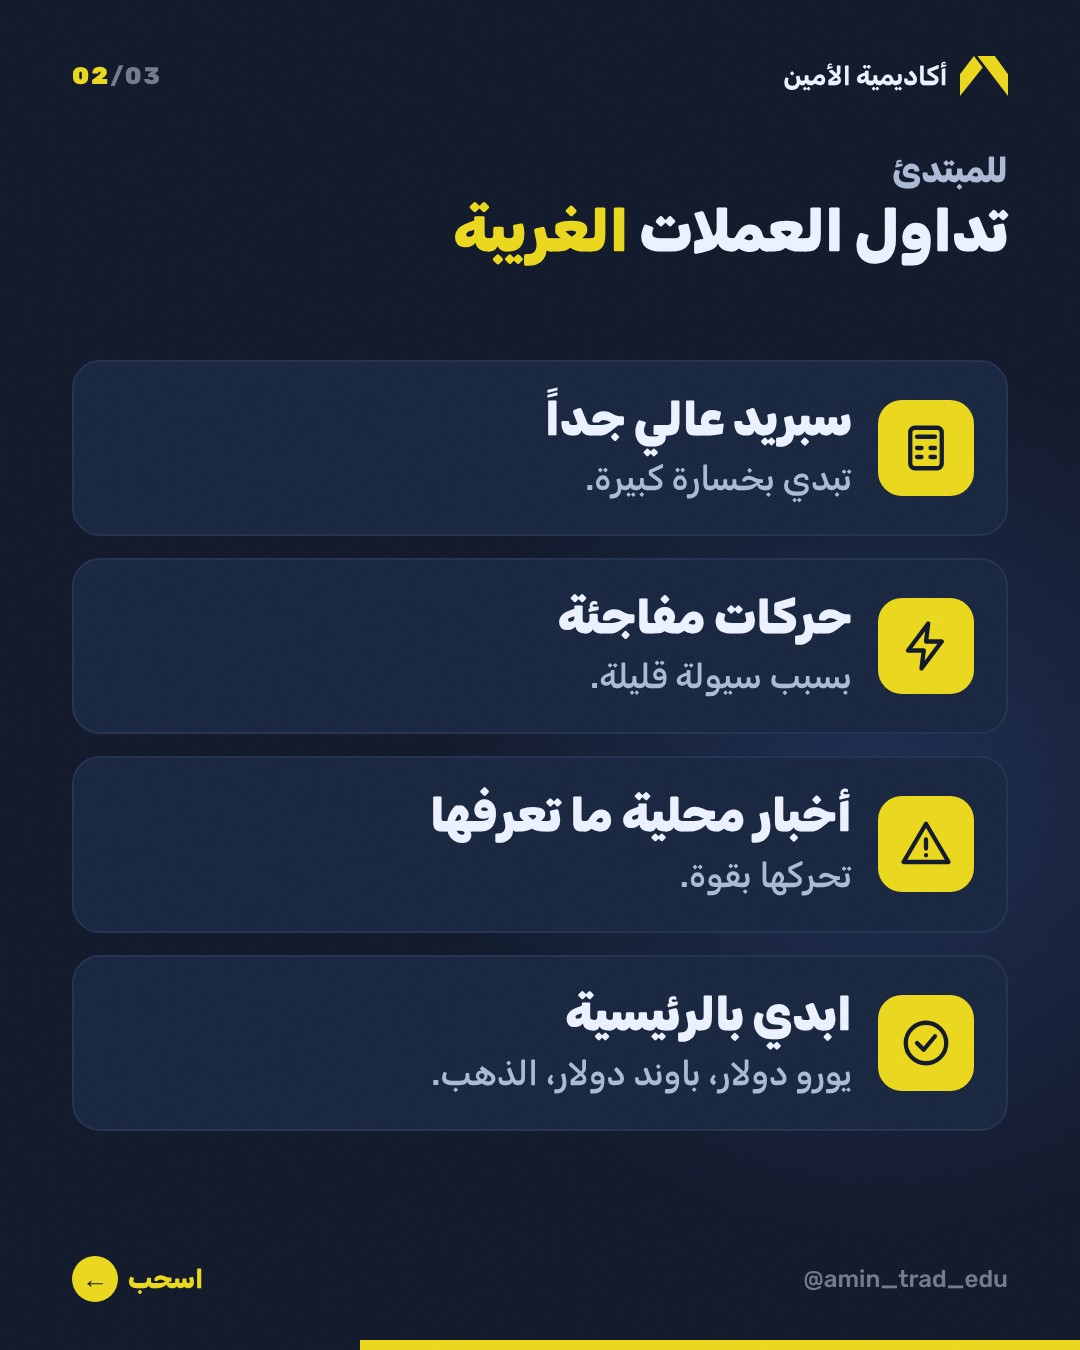 أكاديمية الأمين
02/03
للمبتدئ
تداول العملات الغريبة
سبريد عالي جداً
تبدي بخسارة كبيرة.
حركات مفاجئة
بسبب سيولة قليلة.
أخبار محلية ما تعرفها
تحركها بقوة.
ابدي بالرئيسية
يورو دولار، باوند دولار، الذهب.
@amin_trad_edu
اسحب ←